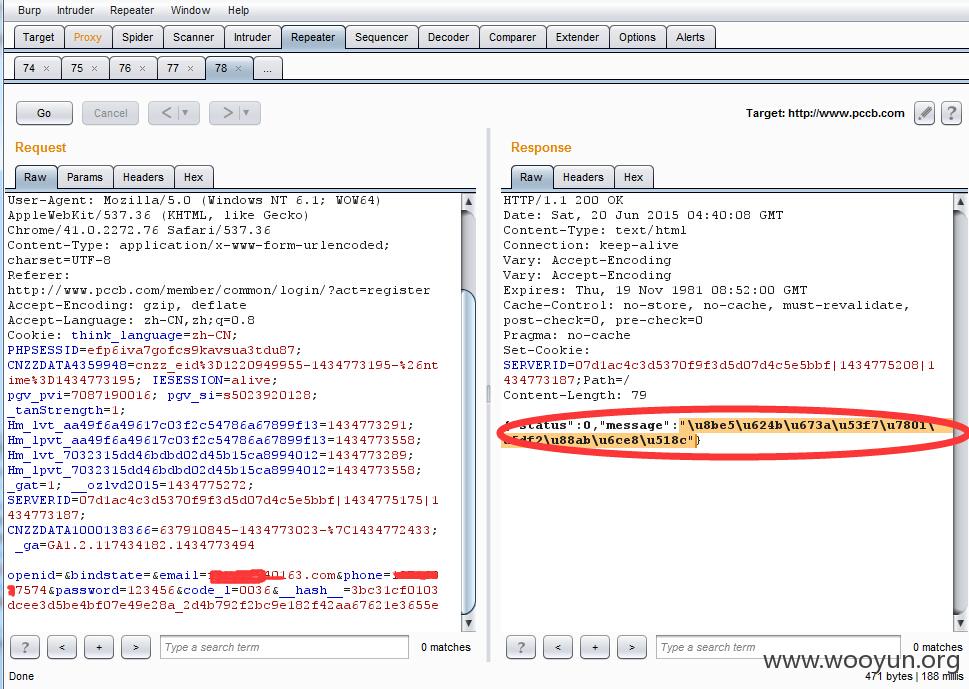 Burp Intruder Repeater Window Help
Target Proxy Spider Scanner Intruder Repeater Sequencer Decoder Comparer Extender Options Alerts
74 × 75 × 76 × 77 × 78 × ...
Go Cancel < | ▼ > | ▼ Target: http://www.pccb.com ?
Request
Raw Params Headers Hex
User-Agent: Mozilla/5.0 (Windows NT 6.1; WOW64)
AppleWebKit/537.36 (KHTML, like Gecko)
Chrome/41.0.2272.76 Safari/537.36
Content-Type: application/x-www-form-urlencoded;
charset=UTF-8
Referer:
http://www.pccb.com/member/common/login/?act=register
Accept-Encoding: gzip, deflate
Accept-Language: zh-CN,zh;q=0.8
Cookie: think_language=zh-CN;
PHPSESSID=efp6iva7gofcs9kavsua3tdu87;
CNZZDATA4359948=cnzz_eid%3D1220949955-1434773195-%26nt
ime%3D1434773195; IESESSION=alive;
pgv_pvi=7087190016; pgv_si=s5023920128;
_tanStrength=1;
Hm_lvt_aa49f6a49617c03f2c54786a67899f12=1434773291;
Hm_lpvt_aa49f6a49617c03f2c54786a67899f12=1434773558;
Hm_lvt_7032315dd46bdbd02d45b15ca8994012=1434773289;
Hm_lpvt_7032315dd46bdbd02d45b15ca8994012=1434773558;
_gat=1; __ozlvd2015=1434775272;
SERVERID=07d1ac4c3d5370f9f3d5d07d4c5e5bbf|1434775175|1
434773187;
CNZZDATA1000138366=637910845-1434773023-%7C1434772433;
_ga=GA1.2.117434182.1434773494
openid=&bindstate=&email= 0163.com&phone=
7574&password=123456&code_1=0036&__hash__=3bc31cf0103
dcee3d5be4bf07e49e28a_2d4b792f2bc9e182f42aa67621e3655e
? < + > Type a search term 0 matches
Done
Response
Raw Headers Hex
HTTP/1.1 200 OK
Date: Sat, 20 Jun 2015 04:40:08 GMT
Content-Type: text/html
Connection: keep-alive
Vary: Accept-Encoding
Vary: Accept-Encoding
Expires: Thu, 19 Nov 1981 08:52:00 GMT
Cache-Control: no-store, no-cache, must-revalidate,
post-check=0, pre-check=0
Pragma: no-cache
Set-Cookie:
SERVERID=07d1ac4c3d5370f9f3d5d07d4c5e5bbf|1434775208|1
434773187;Path=/
Content-Length: 79
"status":0,"message":"\u8be5\u624b\u673a\u53f7\u7801\
df2\u88ab\u6ce8\u518c"}
? < + > Type a search term 0 matches
www.wooyun.org
471 bytes | 188 millis